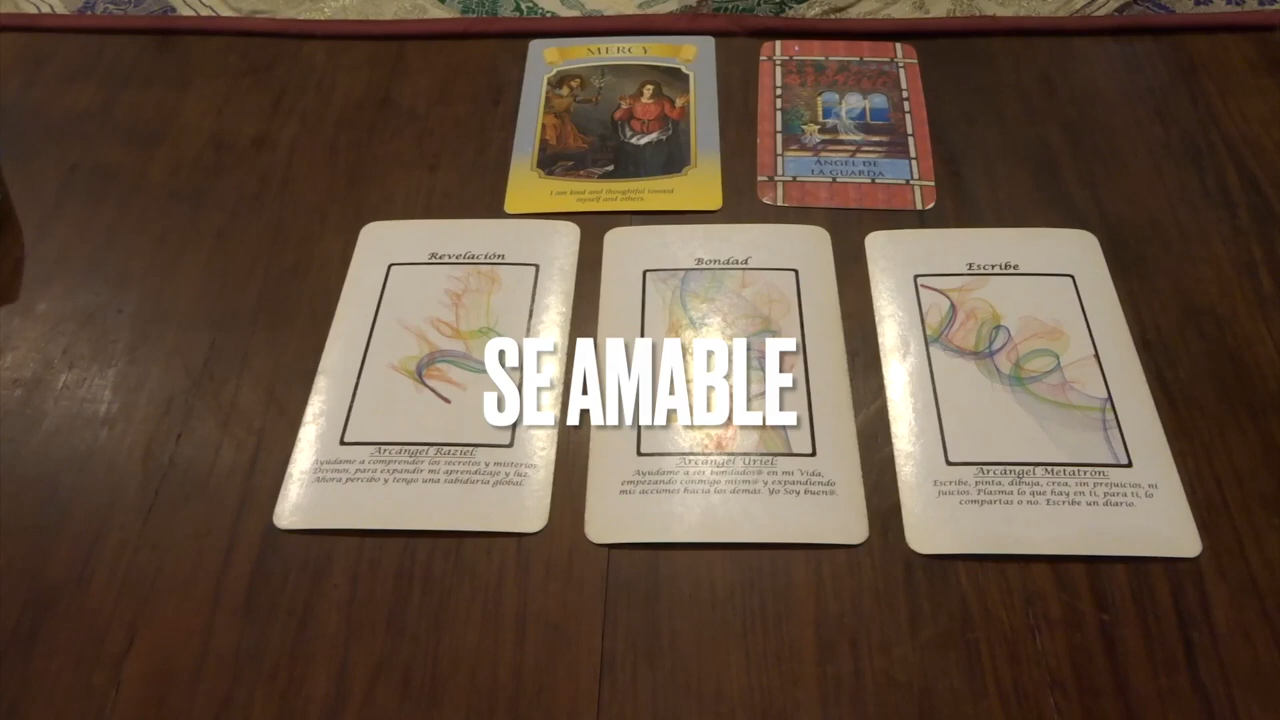 MERCY
I am kind and thoughtful toward
myself and others.
ÁNGEL DE
LA GUARDA
Revelación
Arcángel Raziel:
Ayúdame a comprender los secretos y misterios
Divinos, para expandir mi aprendizaje y luz.
Ahora percibo y tengo una sabiduría global.
Bondad
Arcángel Uriel:
Ayúdame a ser bondados@ en mi Vida,
empezando conmigo mism@ y expandiendo
mis acciones hacia los demás. Yo Soy buen@.
Escribe
Arcángel Metatrón:
Escribe, pinta, dibuja, crea, sin prejuicios, ni
juicios. Plasma lo que hay en ti, para ti, lo
compartas o no. Escribe un diario.
SE AMABLE